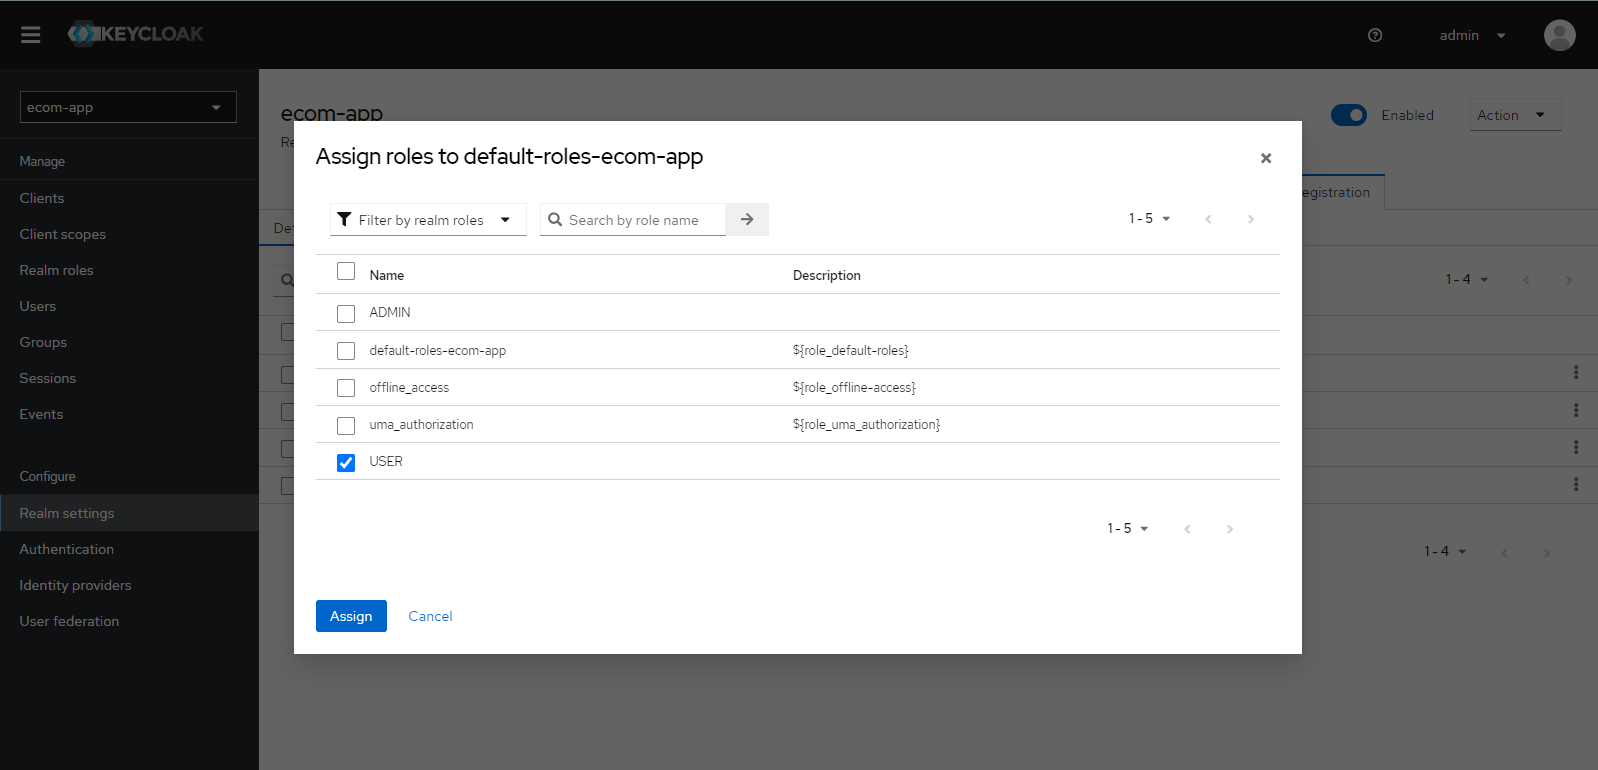 KEYCLOAK
admin
ecom-app
Manage
Clients
Client scopes
Realm roles
Users
Groups
Sessions
Events
Configure
Realm settings
Authentication
Identity providers
User federation
ecom-app
Enabled
Action
Re
egistration
De
1 - 4
Assign roles to default-roles-ecom-app
Filter by realm roles
Search by role name
1 - 5
Name Description
ADMIN
default-roles-ecom-app ${role_default-roles}
offline_access ${role_offline-access}
uma_authorization ${role_uma_authorization}
USER
1 - 5
1 - 4
Assign Cancel